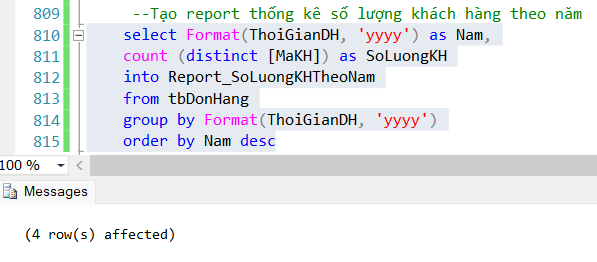 809 --Tạo report thống kê số lượng khách hàng theo năm
810 select Format(ThoiGianDH, 'yyyy') as Nam,
811 count (distinct [MaKH]) as SoLuongKH
812 into Report_SoLuongKHTheoNam
813 from tbDonHang
814 group by Format(ThoiGianDH, 'yyyy')
815 order by Nam desc
100 %
Messages
(4 row(s) affected)